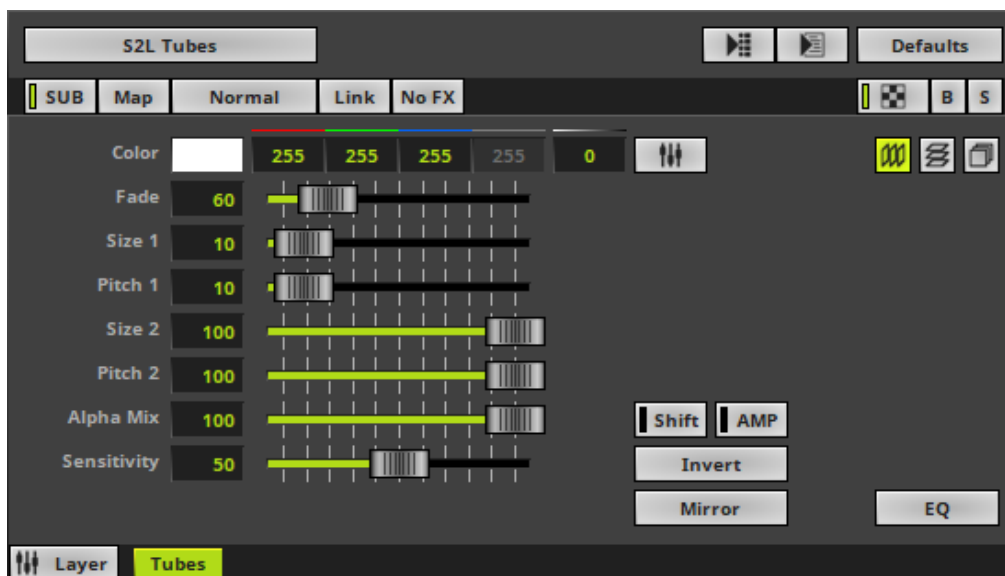 S2L Tubes Defaults
SUB Map Normal Link No FX B S
Color 255 255 255 255 0
Fade 60
Size 1 10
Pitch 1 10
Size 2 100
Pitch 2 100
Alpha Mix 100 Shift AMP
Sensitivity 50 Invert
Mirror EQ
Layer Tubes